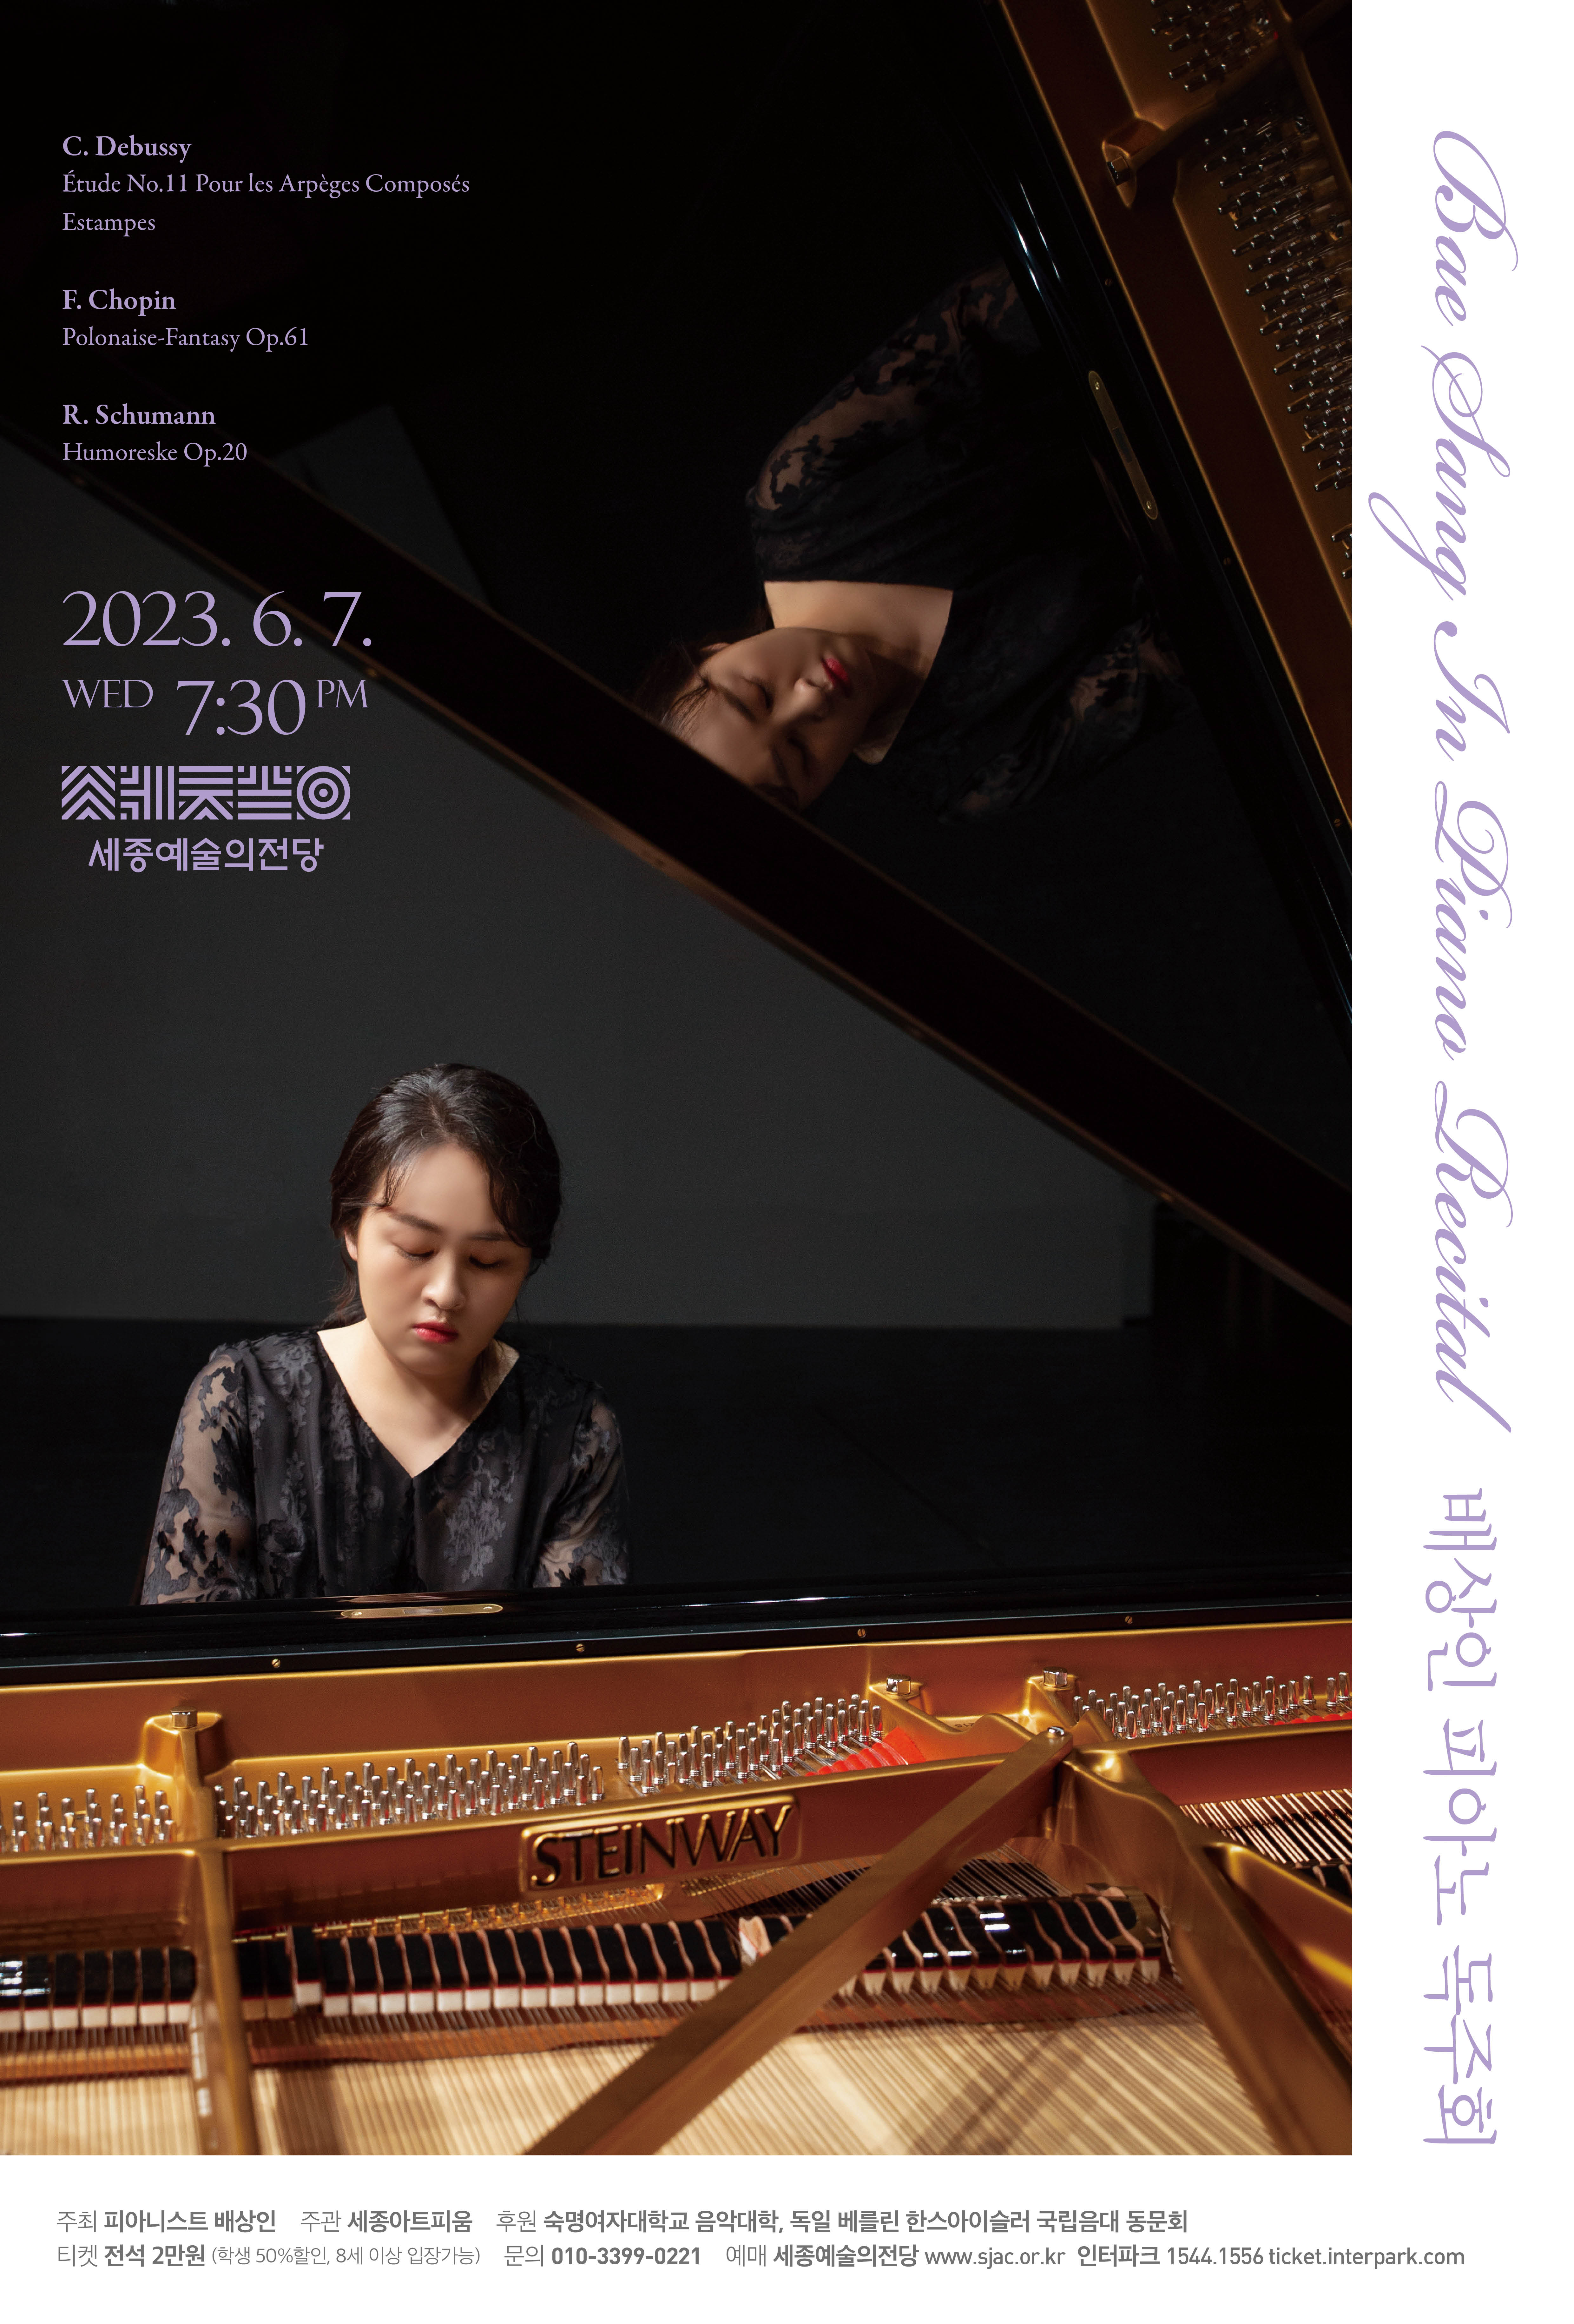 C. Debussy
Étude No.11 Pour les Arpèges Composés
Estampes
F. Chopin
Polonaise-Fantasy Op.61
R. Schumann
Humoreske Op.20
2023. 6. 7.
WED 7:30 PM
세종예술의전당
Bae Sang In Piano Recital 배상인 피아노 독주회
STEINWAY
주최 피아니스트 배상인 주관 세종아트피움 후원 숙명여자대학교 음악대학, 독일 베를린 한스아이슬러 국립음대 동문회
티켓 전석 2만원 (학생 50%할인, 8세 이상 입장가능) 문의 010-3399-0221 예매 세종예술의전당 www.sjac.or.kr 인터파크 1544.1556 ticket.interpark.com